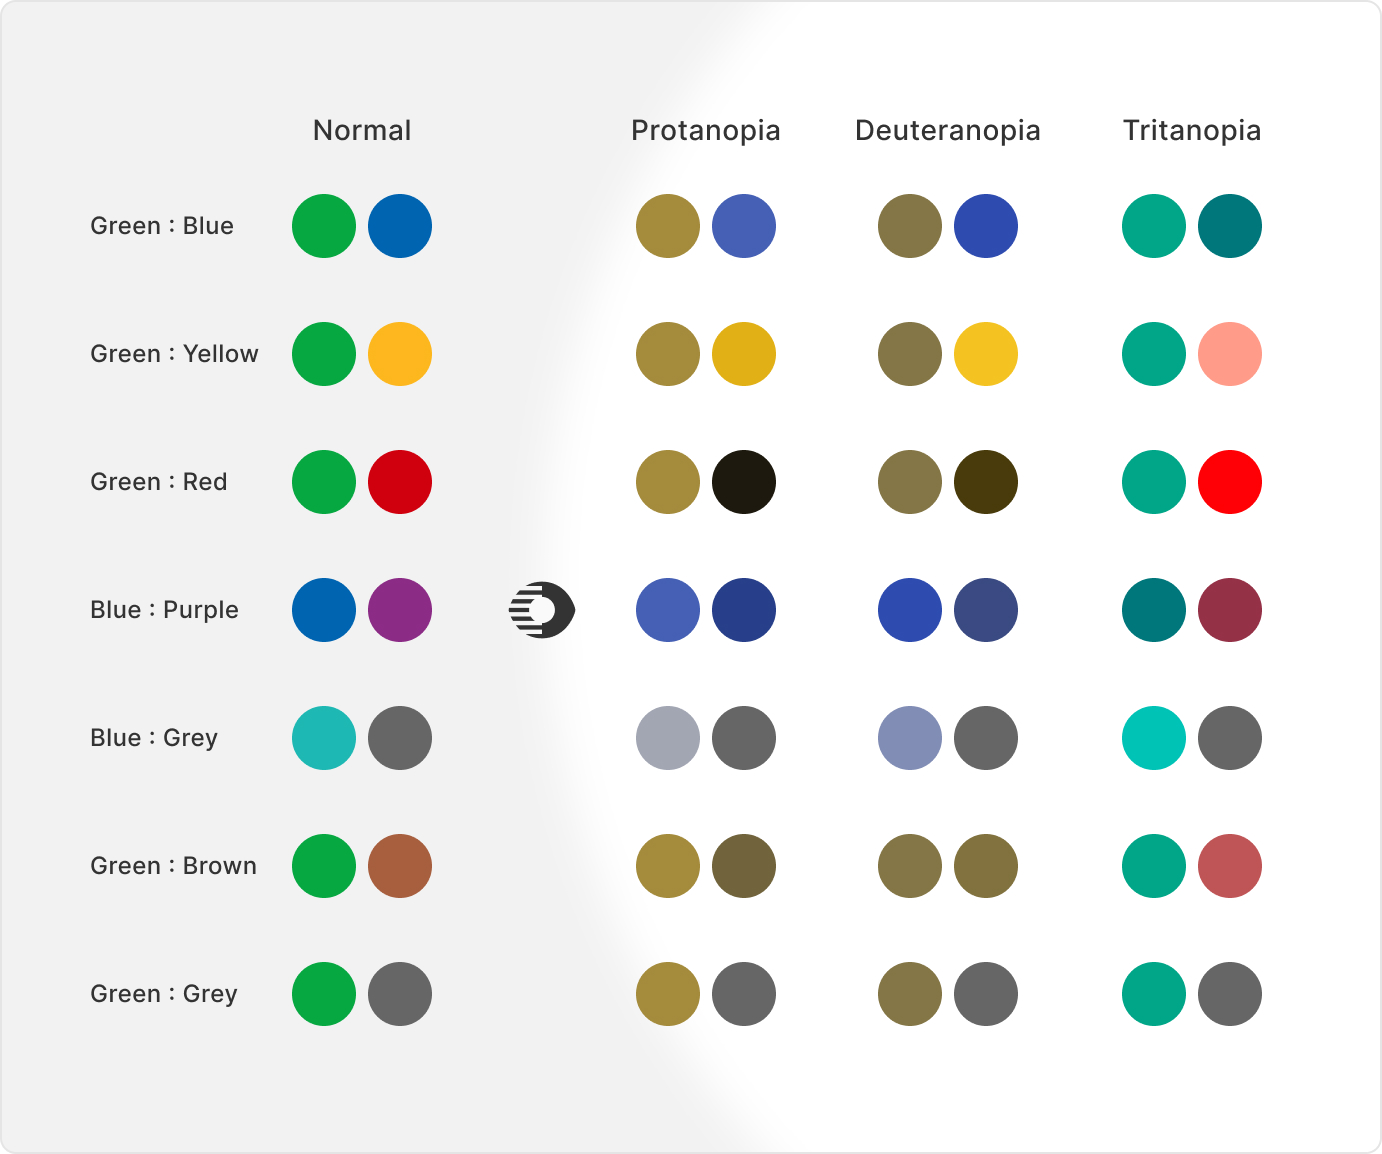 Normal Protanopia Deuteranopia Tritanopia
Green : Blue
Green : Yellow
Green : Red
Blue : Purple
Blue : Grey
Green : Brown
Green : Grey